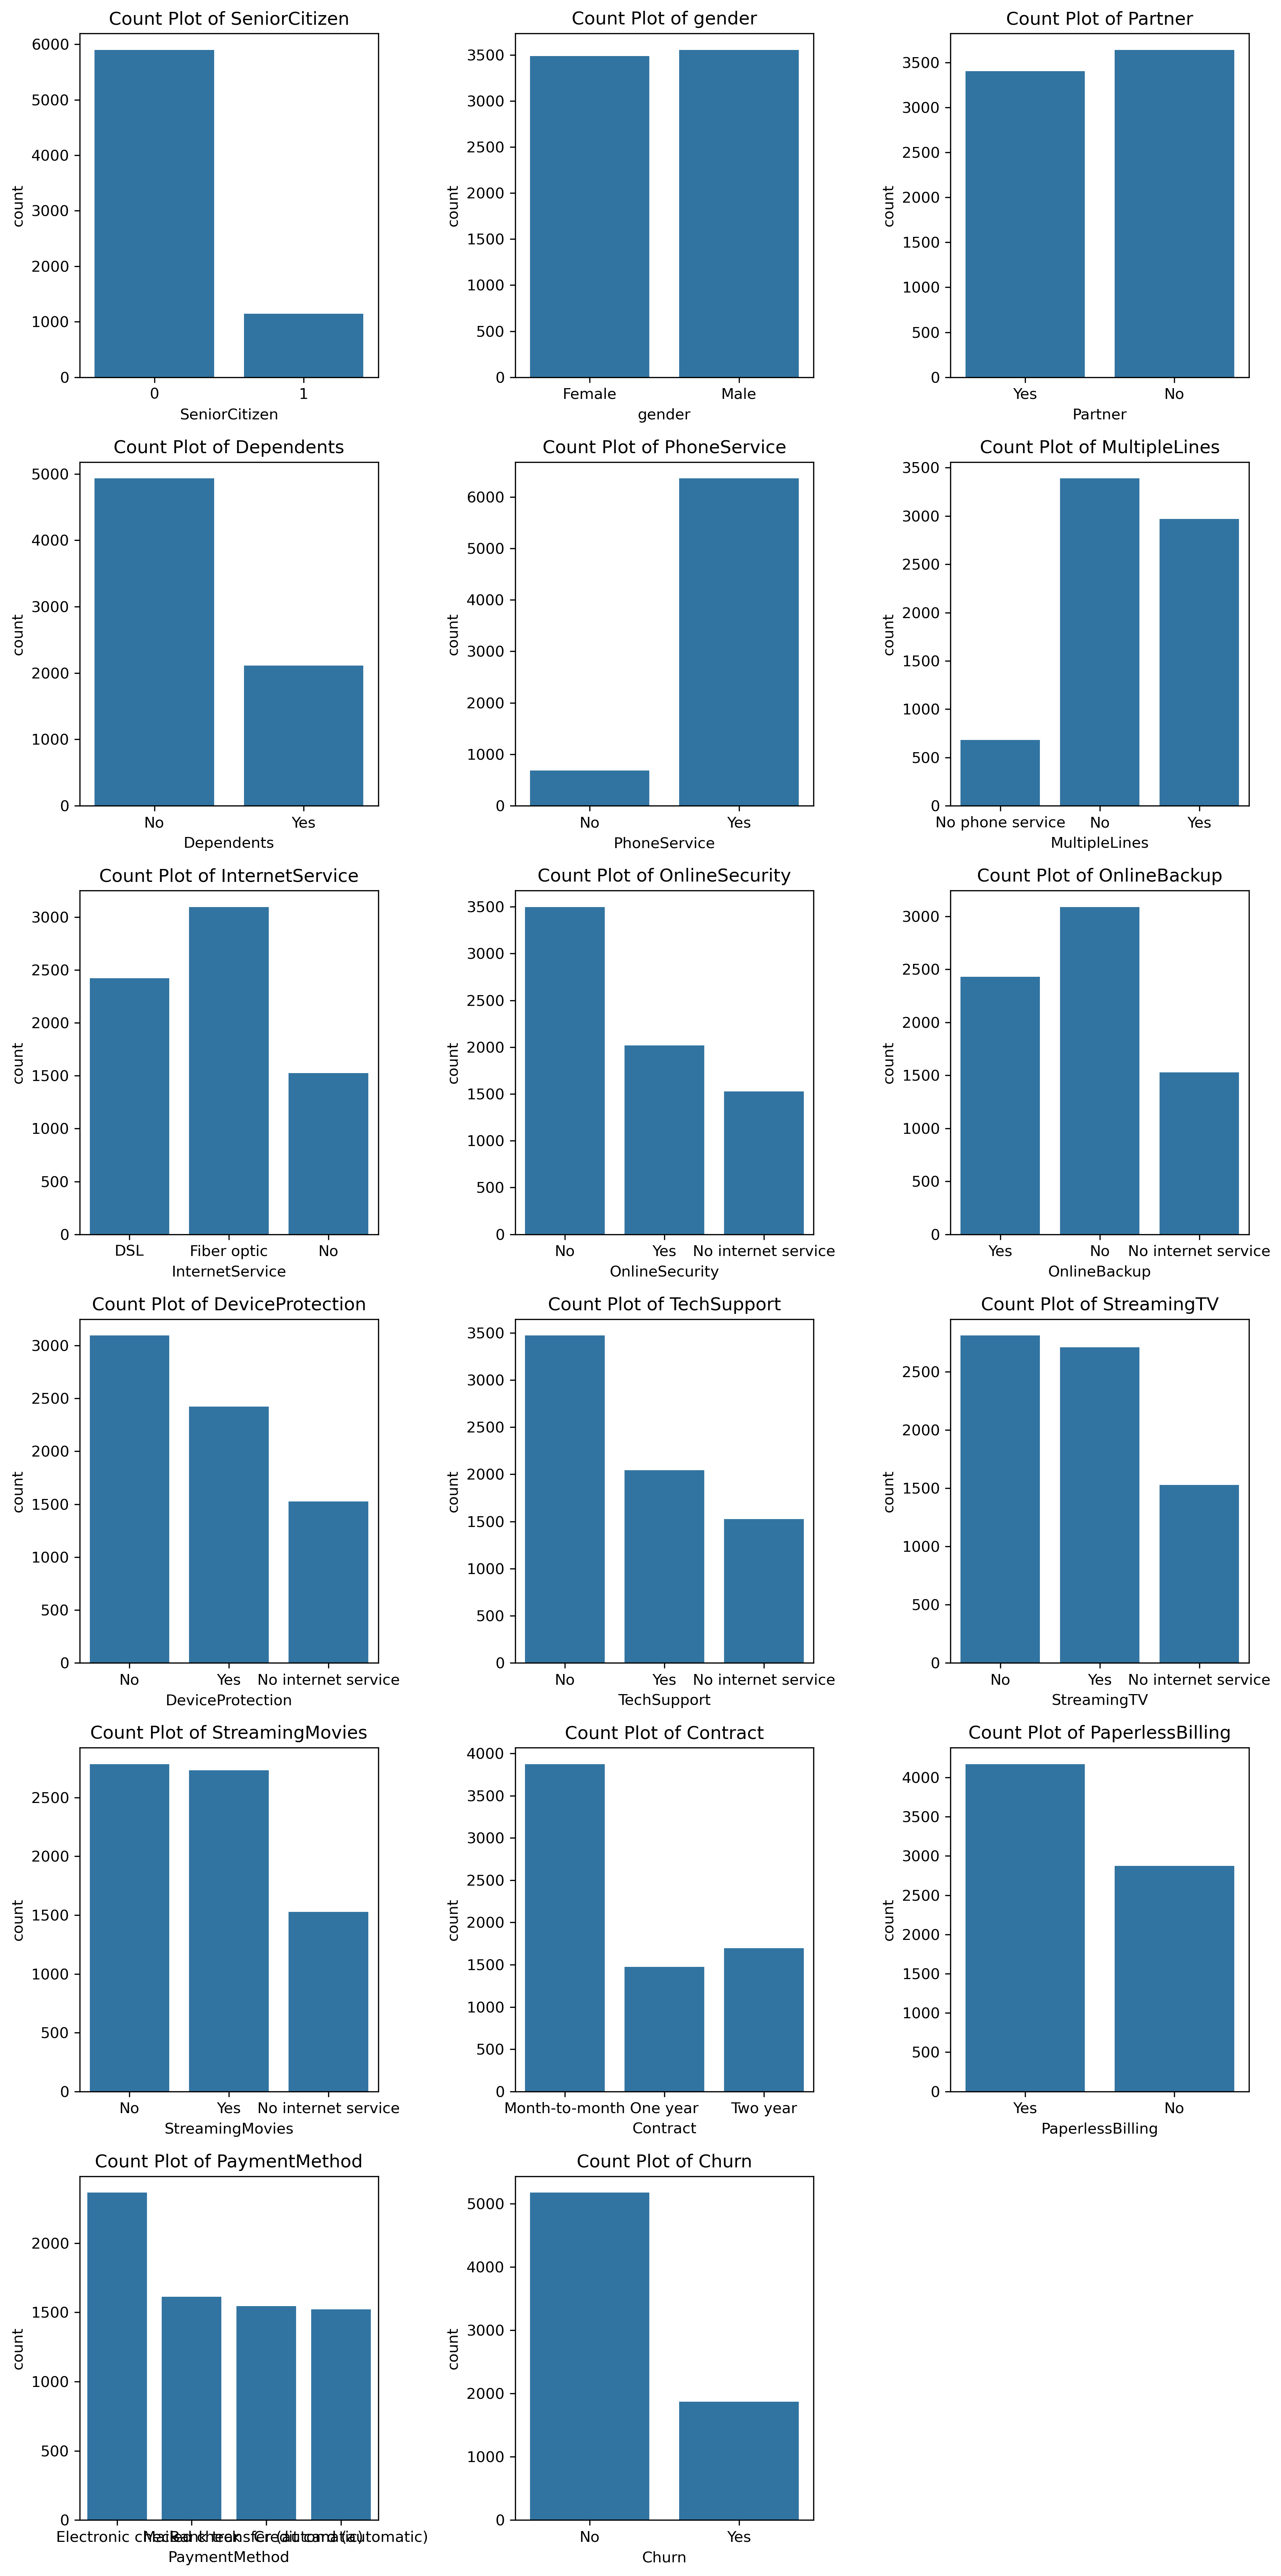 Count Plot of SeniorCitizen
6000
5000
4000
3000
2000
1000
0
count
0 1
SeniorCitizen
Count Plot of gender
3500
3000
2500
2000
1500
1000
500
0
count
Female Male
gender
Count Plot of Partner
3500
3000
2500
2000
1500
1000
500
0
count
Yes No
Partner
Count Plot of Dependents
5000
4000
3000
2000
1000
0
count
No Yes
Dependents
Count Plot of PhoneService
6000
5000
4000
3000
2000
1000
0
count
No Yes
PhoneService
Count Plot of MultipleLines
3500
3000
2500
2000
1500
1000
500
0
count
No phone service No Yes
MultipleLines
Count Plot of InternetService
3000
2500
2000
1500
1000
500
0
count
DSL Fiber optic No
InternetService
Count Plot of OnlineSecurity
3500
3000
2500
2000
1500
1000
500
0
count
No Yes No internet service
OnlineSecurity
Count Plot of OnlineBackup
3000
2500
2000
1500
1000
500
0
count
Yes No No internet service
OnlineBackup
Count Plot of DeviceProtection
3000
2500
2000
1500
1000
500
0
count
No Yes No internet service
DeviceProtection
Count Plot of TechSupport
3500
3000
2500
2000
1500
1000
500
0
count
No Yes No internet service
TechSupport
Count Plot of StreamingTV
2500
2000
1500
1000
500
0
count
No Yes No internet service
StreamingTV
Count Plot of StreamingMovies
2500
2000
1500
1000
500
0
count
No Yes No internet service
StreamingMovies
Count Plot of Contract
4000
3500
3000
2500
2000
1500
1000
500
0
count
Month-to-month One year Two year
Contract
Count Plot of PaperlessBilling
4000
3500
3000
2500
2000
1500
1000
500
0
count
Yes No
PaperlessBilling
Count Plot of PaymentMethod
2000
1500
1000
500
0
count
Electronic check Mailed check Bank transfer (automatic) Credit card (automatic)
PaymentMethod
Count Plot of Churn
5000
4000
3000
2000
1000
0
count
No Yes
Churn